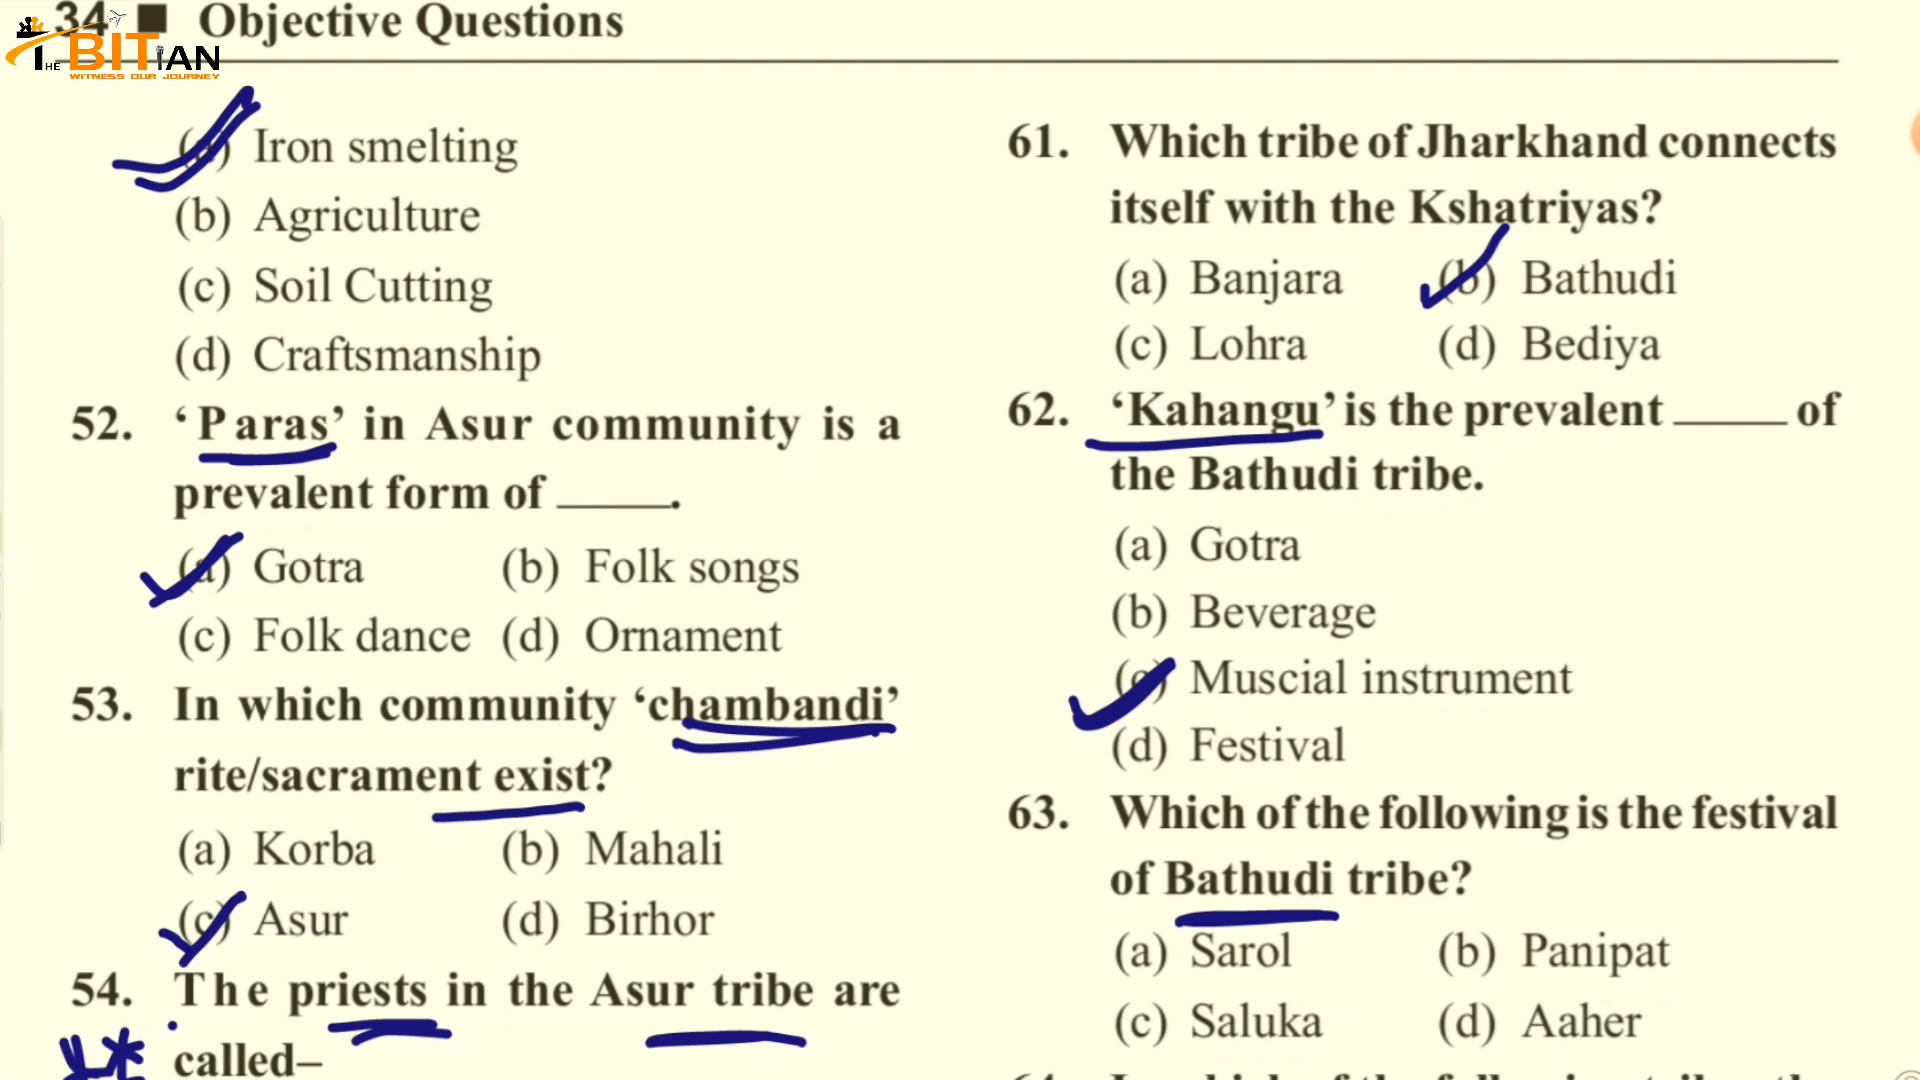 34 ■ Objective Questions
THE BITIAN
WITNESS OUR JOURNEY
(a) Iron smelting
(b) Agriculture
(c) Soil Cutting
(d) Craftsmanship
52. ‘Paras’ in Asur community is a
prevalent form of _____.
(a) Gotra (b) Folk songs
(c) Folk dance (d) Ornament
53. In which community ‘chambandi’
rite/sacrament exist?
(a) Korba (b) Mahali
(c) Asur (d) Birhor
54. The priests in the Asur tribe are
called–
61. Which tribe of Jharkhand connects
itself with the Kshatriyas?
(a) Banjara (b) Bathudi
(c) Lohra (d) Bediya
62. ‘Kahangu’ is the prevalent _____ of
the Bathudi tribe.
(a) Gotra
(b) Beverage
(c) Muscial instrument
(d) Festival
63. Which of the following is the festival
of Bathudi tribe?
(a) Sarol (b) Panipat
(c) Saluka (d) Aaher